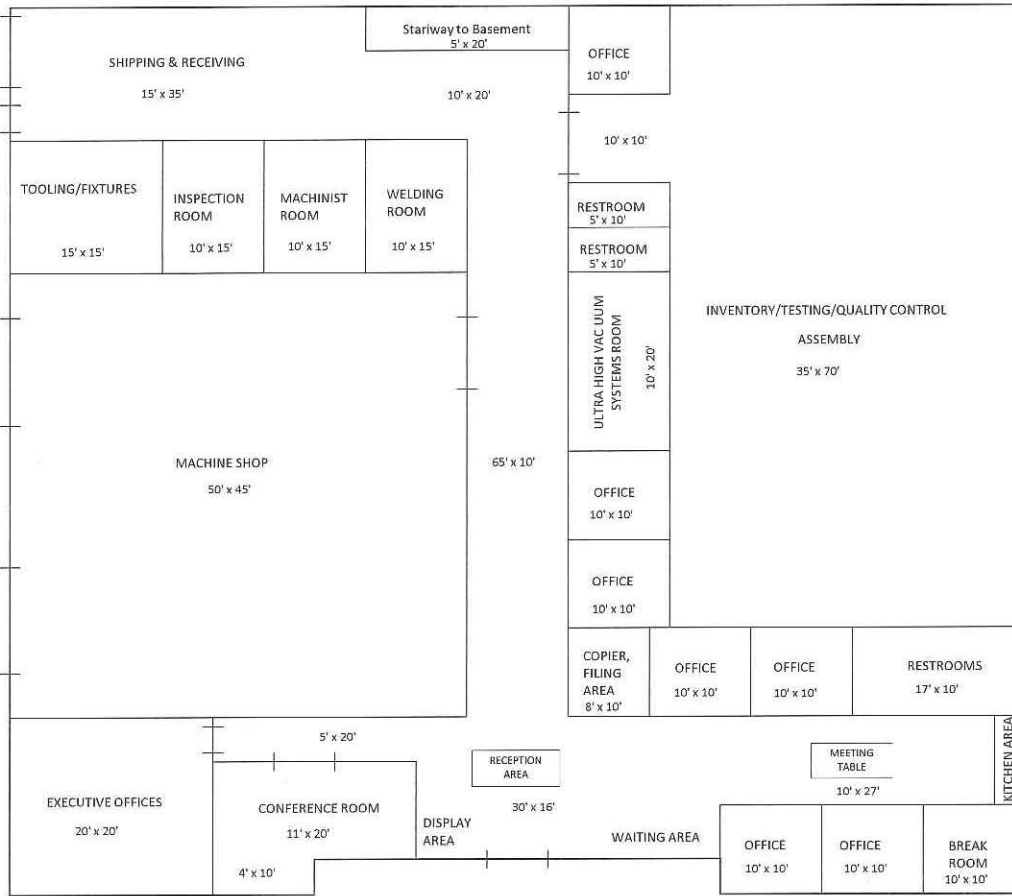 Stariway to Basement
5' x 20'
SHIPPING & RECEIVING
15' x 35'
10' x 20'
OFFICE
10' x 10'
10' x 10'
TOOLING/FIXTURES
15' x 15'
INSPECTION
ROOM
10' x 15'
MACHINIST
ROOM
10' x 15'
WELDING
ROOM
10' x 15'
RESTROOM
5' x 10'
RESTROOM
5' x 10'
ULTRA HIGH VAC UUM
SYSTEMS ROOM
10' x 20'
INVENTORY/TESTING/QUALITY CONTROL
ASSEMBLY
35' x 70'
MACHINE SHOP
50' x 45'
65' x 10'
OFFICE
10' x 10'
OFFICE
10' x 10'
COPIER,
FILING
AREA
8' x 10'
OFFICE
10' x 10'
OFFICE
10' x 10'
RESTROOMS
17' x 10'
5' x 20'
RECEPTION
AREA
30' x 16'
MEETING
TABLE
10' x 27'
KITCHEN AREA
EXECUTIVE OFFICES
20' x 20'
CONFERENCE ROOM
11' x 20'
4' x 10'
DISPLAY
AREA
WAITING AREA
OFFICE
10' x 10'
OFFICE
10' x 10'
BREAK
ROOM
10' x 10'